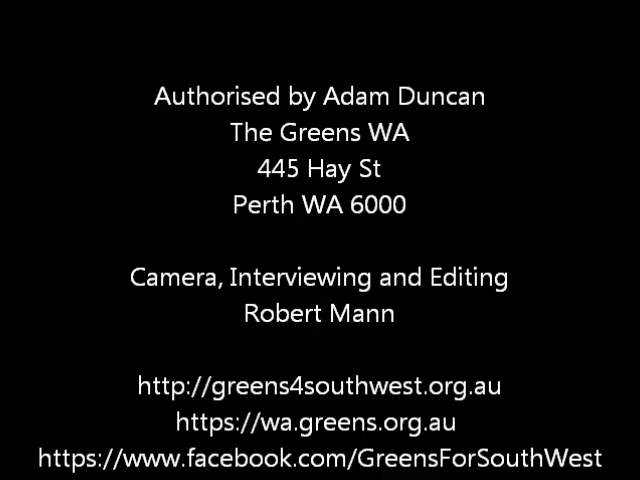 Authorised by Adam Duncan
The Greens WA
445 Hay St
Perth WA 6000
Camera, Interviewing and Editing
Robert Mann
http://greens4southwest.org.au
https://wa.greens.org.au
https://www.facebook.com/GreensForSouthWest